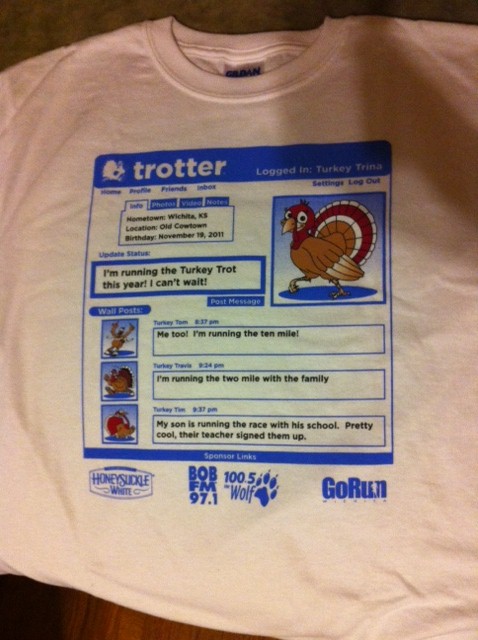 GILDAN
trotter
Logged In: Turkey Trina
Home Profile Friends Inbox
Settings Log Out
Info Photos Video Notes
Hometown: Wichita, KS
Location: Old Cowtown
Birthday: November 19, 2011
Update Status:
I'm running the Turkey Trot
this year! I can't wait!
Post Message
Wall Posts:
Turkey Tom 8:37 pm
Me too! I'm running the ten mile!
Turkey Travis 9:24 pm
I'm running the two mile with the family
Turkey Tim 9:37 pm
My son is running the race with his school. Pretty
cool, their teacher signed them up.
Sponsor Links
HONEYSUCKLE
WHITE
BOB
FM
97.1
100.5
The Wolf
GoRun
WICHITA